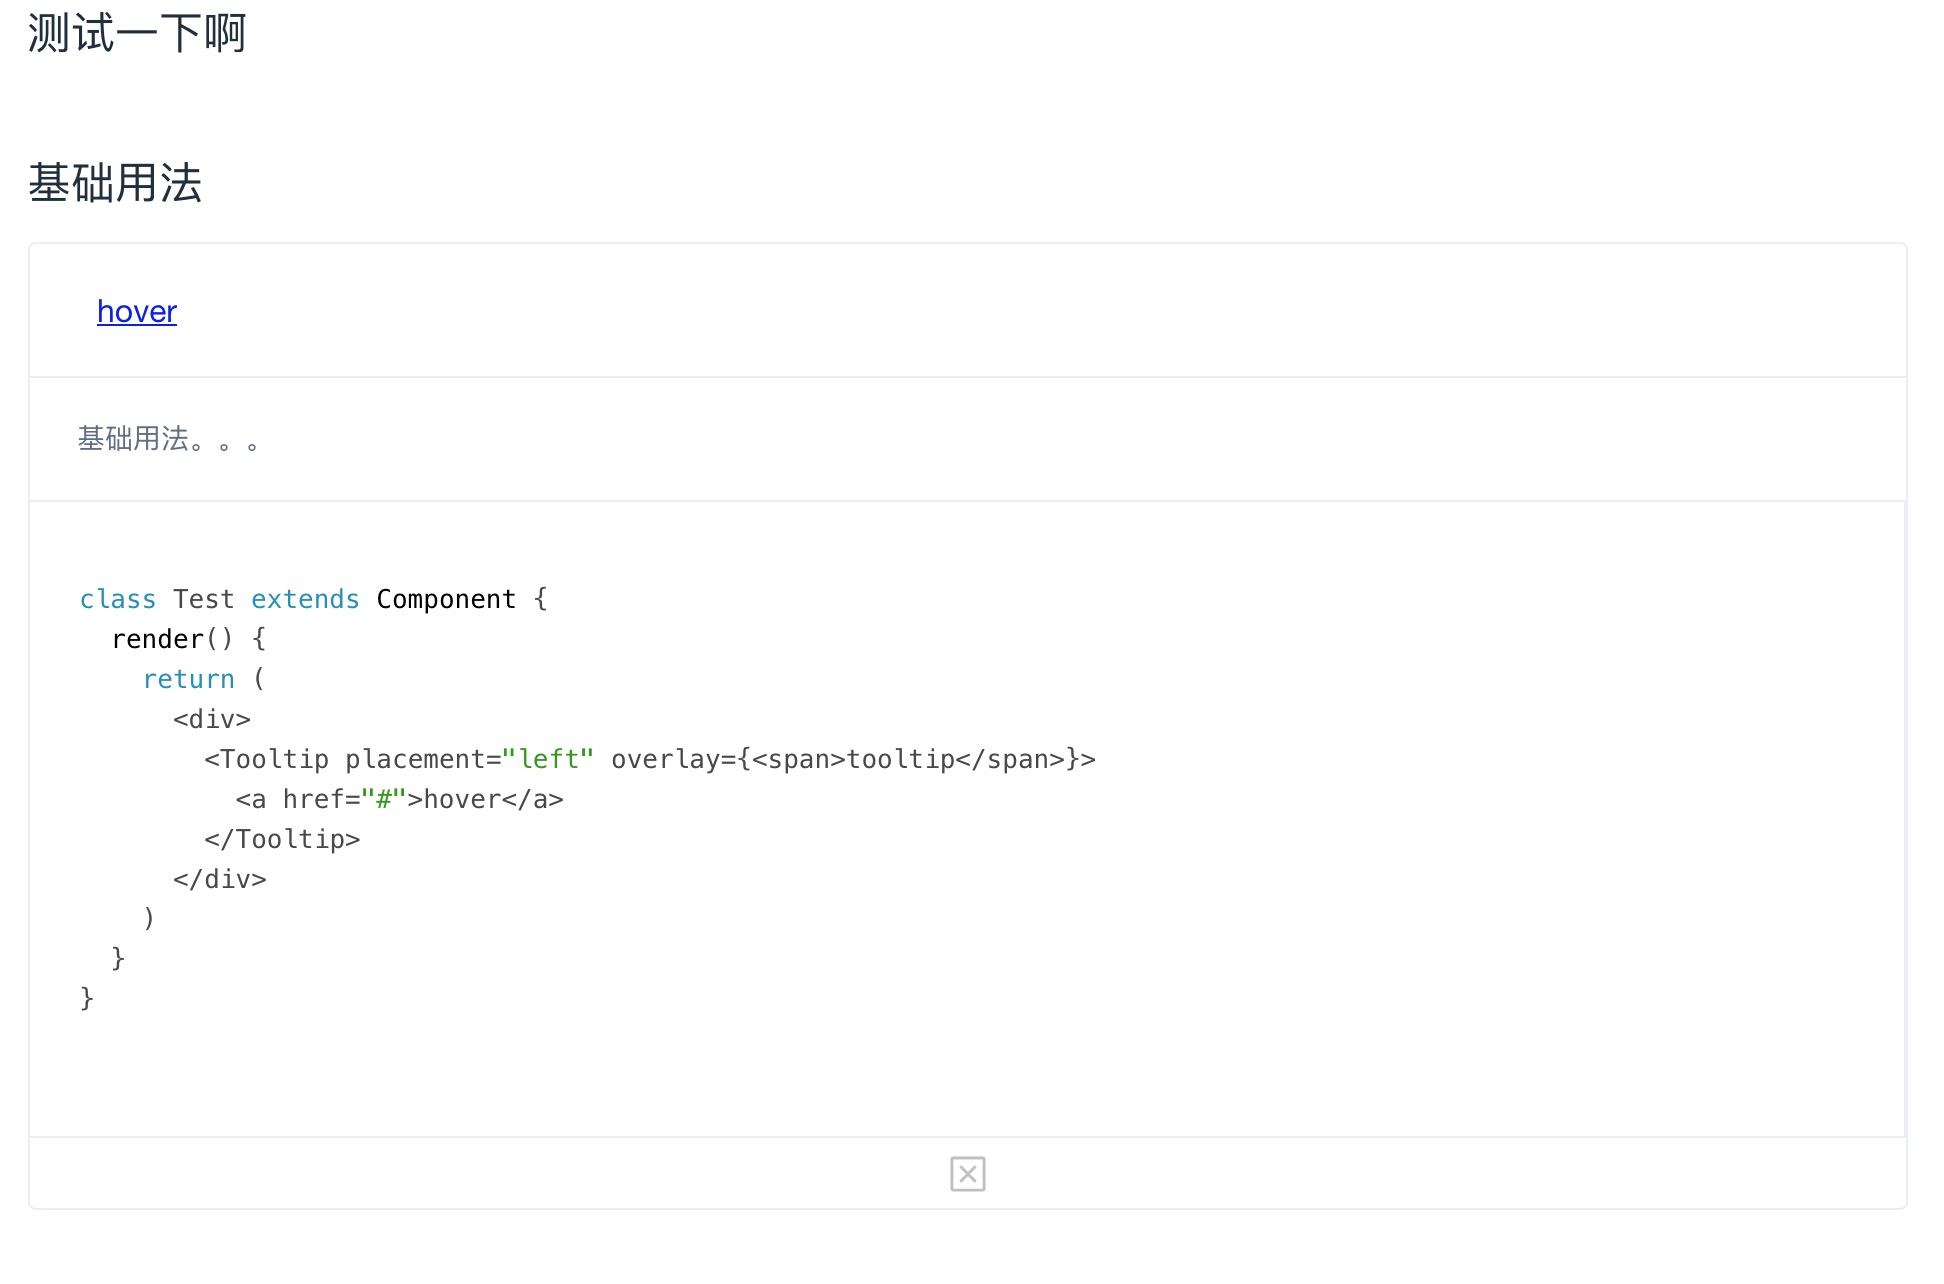 测试一下啊
基础用法
hover
基础用法。。。
class Test extends Component {
  render() {
    return (
      <div>
        <Tooltip placement="left" overlay={<span>tooltip</span>}>
          <a href="#">hover</a>
        </Tooltip>
      </div>
    )
  }
}